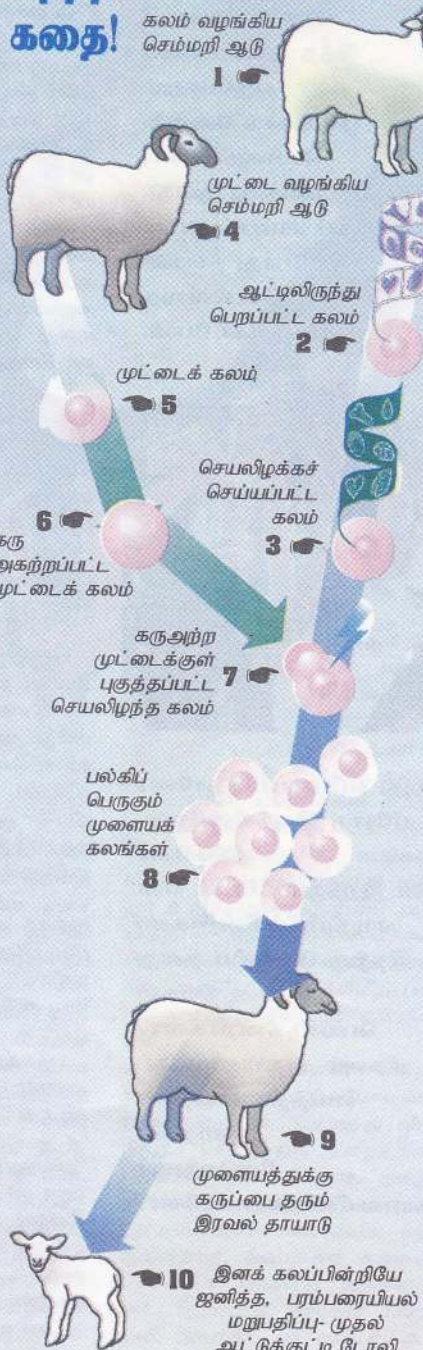 கதை!
கலம் வழங்கிய
செம்மறி ஆடு
1
முட்டை வழங்கிய
செம்மறி ஆடு
4
ஆட்டிலிருந்து
பெறப்பட்ட கலம்
2
முட்டைக் கலம்
5
செயலிழக்கச்
செய்யப்பட்ட
கலம்
3
6
கரு
அகற்றப்பட்ட
முட்டைக் கலம்
கருஅற்ற
முட்டைக்குள்
புகுத்தப்பட்ட
செயலிழந்த கலம்
7
பல்கிப்
பெருகும்
முளையக்
கலங்கள்
8
9
முளையத்துக்கு
கருப்பை தரும்
இரவல் தாயாடு
10 இனக் கலப்பின்றியே
ஜனித்த, பரம்பரையியல்
மறுபதிப்பு- முதல்
ஆட்டுக்குட்டி டோலி